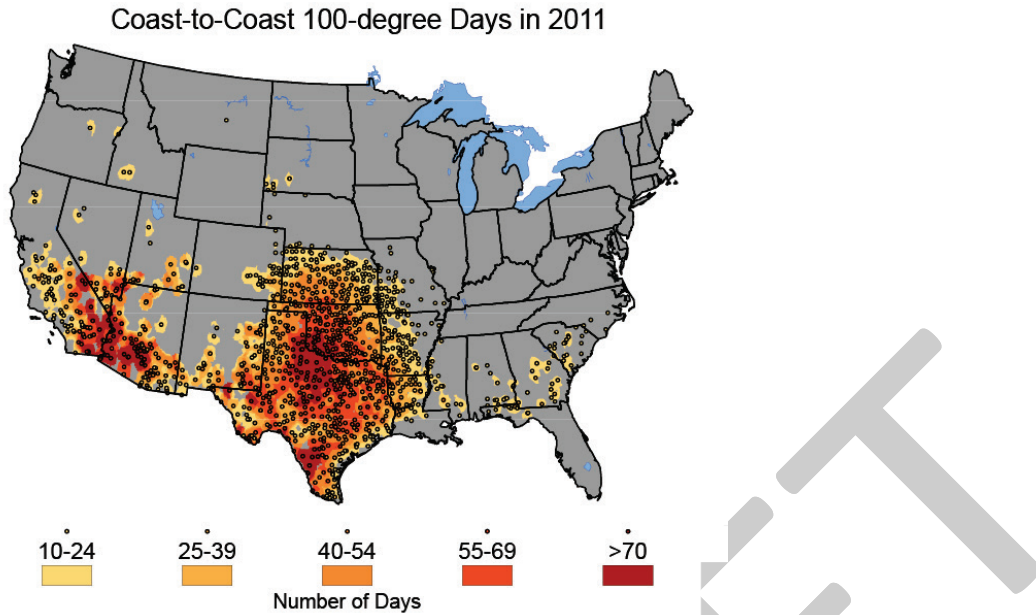 Coast-to-Coast 100-degree Days in 2011
10-24 25-39 40-54 55-69 >70
Number of Days